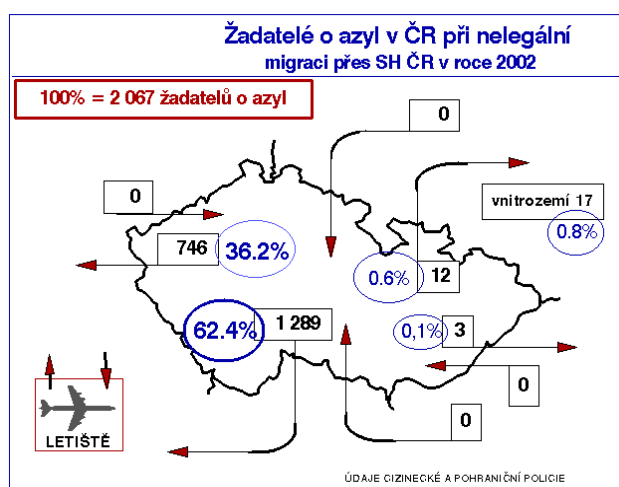 Žadatelé o azyl v ČR při nelegální
migraci přes SH ČR v roce 2002
100% = 2 067 žadatelů o azyl
0
0
vnitrozemí 17
0.8%
746 36.2%
0.6% 12
62.4% 1 289
0,1% 3
0
0
LETIŠTĚ
ÚDAJE CIZINECKÉ A POHRANIČNÍ POLICIE